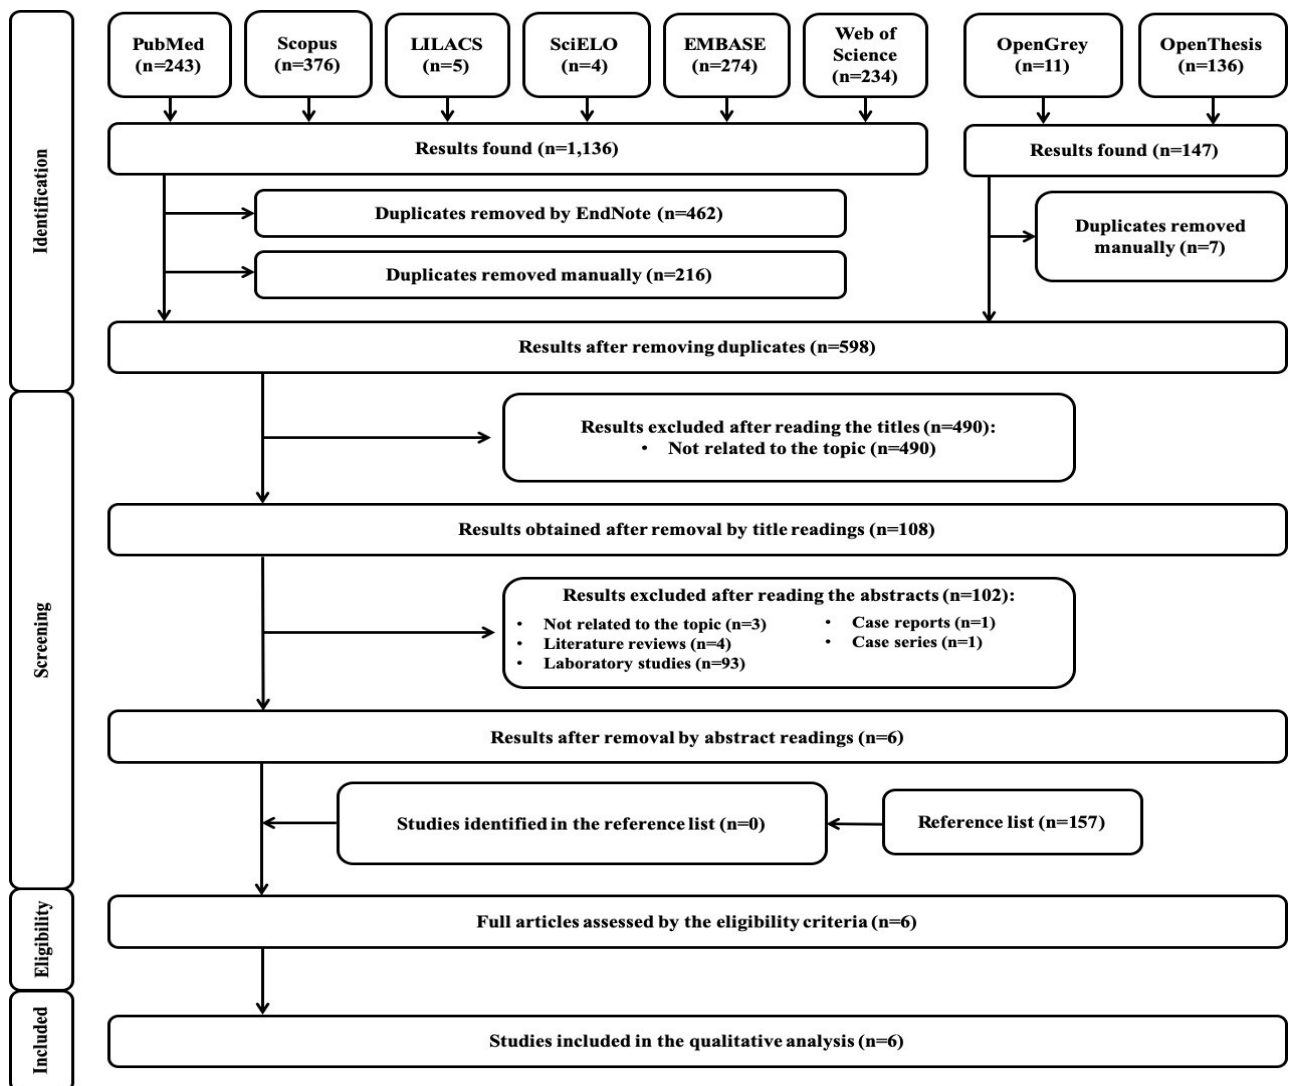 PubMed
(n=243)
Scopus
(n=376)
LILACS
(n=5)
SciELO
(n=4)
EMBASE
(n=274)
Web of
Science
(n=234)
OpenGrey
(n=11)
OpenThesis
(n=136)
Results found (n=1,136)
Results found (n=147)
Identification
Duplicates removed by EndNote (n=462)
Duplicates removed manually (n=216)
Duplicates removed
manually (n=7)
Results after removing duplicates (n=598)
Screening
Results excluded after reading the titles (n=490):
• Not related to the topic (n=490)
Results obtained after removal by title readings (n=108)
Results excluded after reading the abstracts (n=102):
• Not related to the topic (n=3)
• Literature reviews (n=4)
• Laboratory studies (n=93)
• Case reports (n=1)
• Case series (n=1)
Results after removal by abstract readings (n=6)
Studies identified in the reference list (n=0)
Reference list (n=157)
Eligibility
Full articles assessed by the eligibility criteria (n=6)
Included
Studies included in the qualitative analysis (n=6)